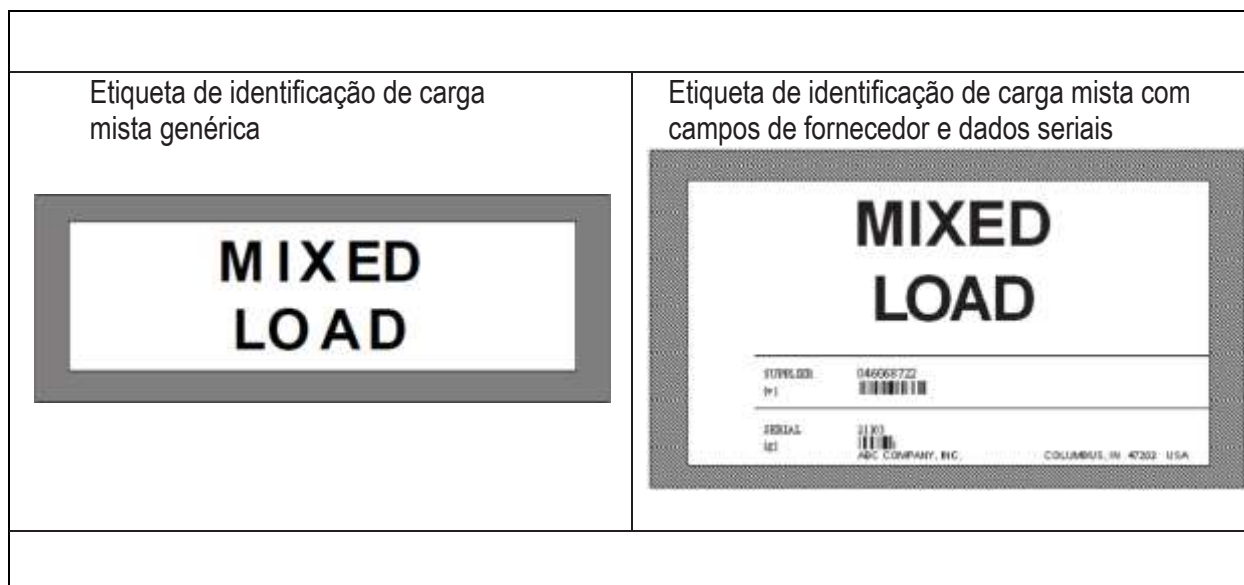 Etiqueta de identificação de carga
mista genérica
MIXED
LOAD
Etiqueta de identificação de carga mista com
campos de fornecedor e dados seriais
MIXED
LOAD
SUPPLIER 046068722
SERIAL
ABC COMPANY, INC. COLUMBUS, IN 47202 USA